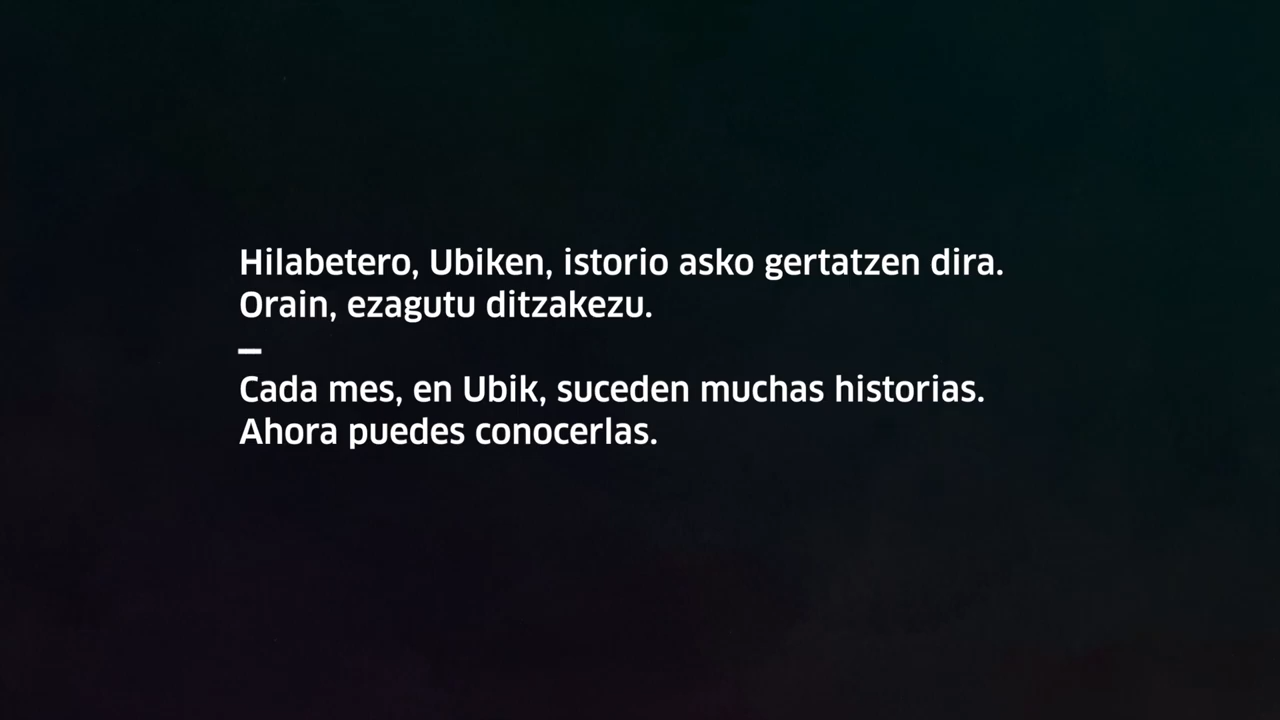 Hilabetero, Ubiken, istorio asko gertatzen dira.
Orain, ezagutu ditzakezu.
–
Cada mes, en Ubik, suceden muchas historias.
Ahora puedes conocerlas.